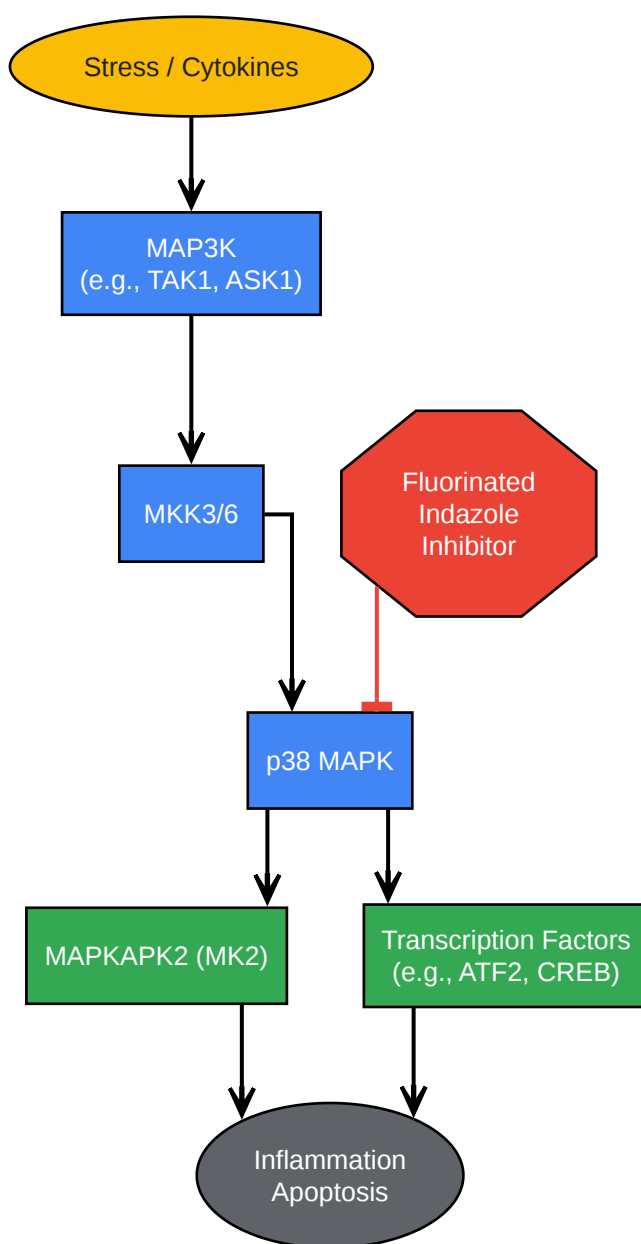 Stress / Cytokines
MAP3K
(e.g., TAK1, ASK1)
MKK3/6
Fluorinated
Indazole
Inhibitor
p38 MAPK
MAPKAPK2 (MK2)
Transcription Factors
(e.g., ATF2, CREB)
Inflammation
Apoptosis